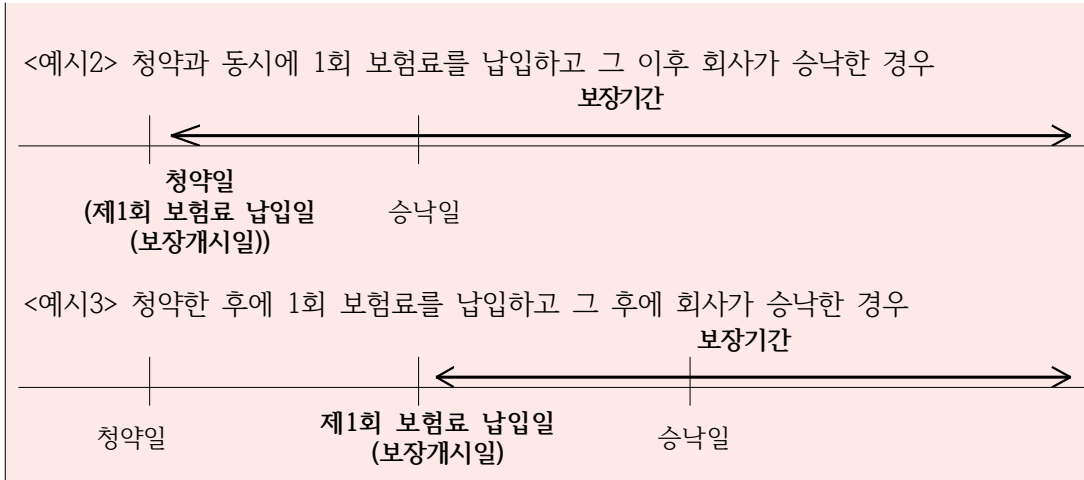 <예시2> 청약과 동시에 1회 보험료를 납입하고 그 이후 회사가 승낙한 경우
보장기간
청약일
(제1회 보험료 납입일
(보장개시일))
승낙일
<예시3> 청약한 후에 1회 보험료를 납입하고 그 후에 회사가 승낙한 경우
보장기간
청약일
제1회 보험료 납입일
(보장개시일)
승낙일